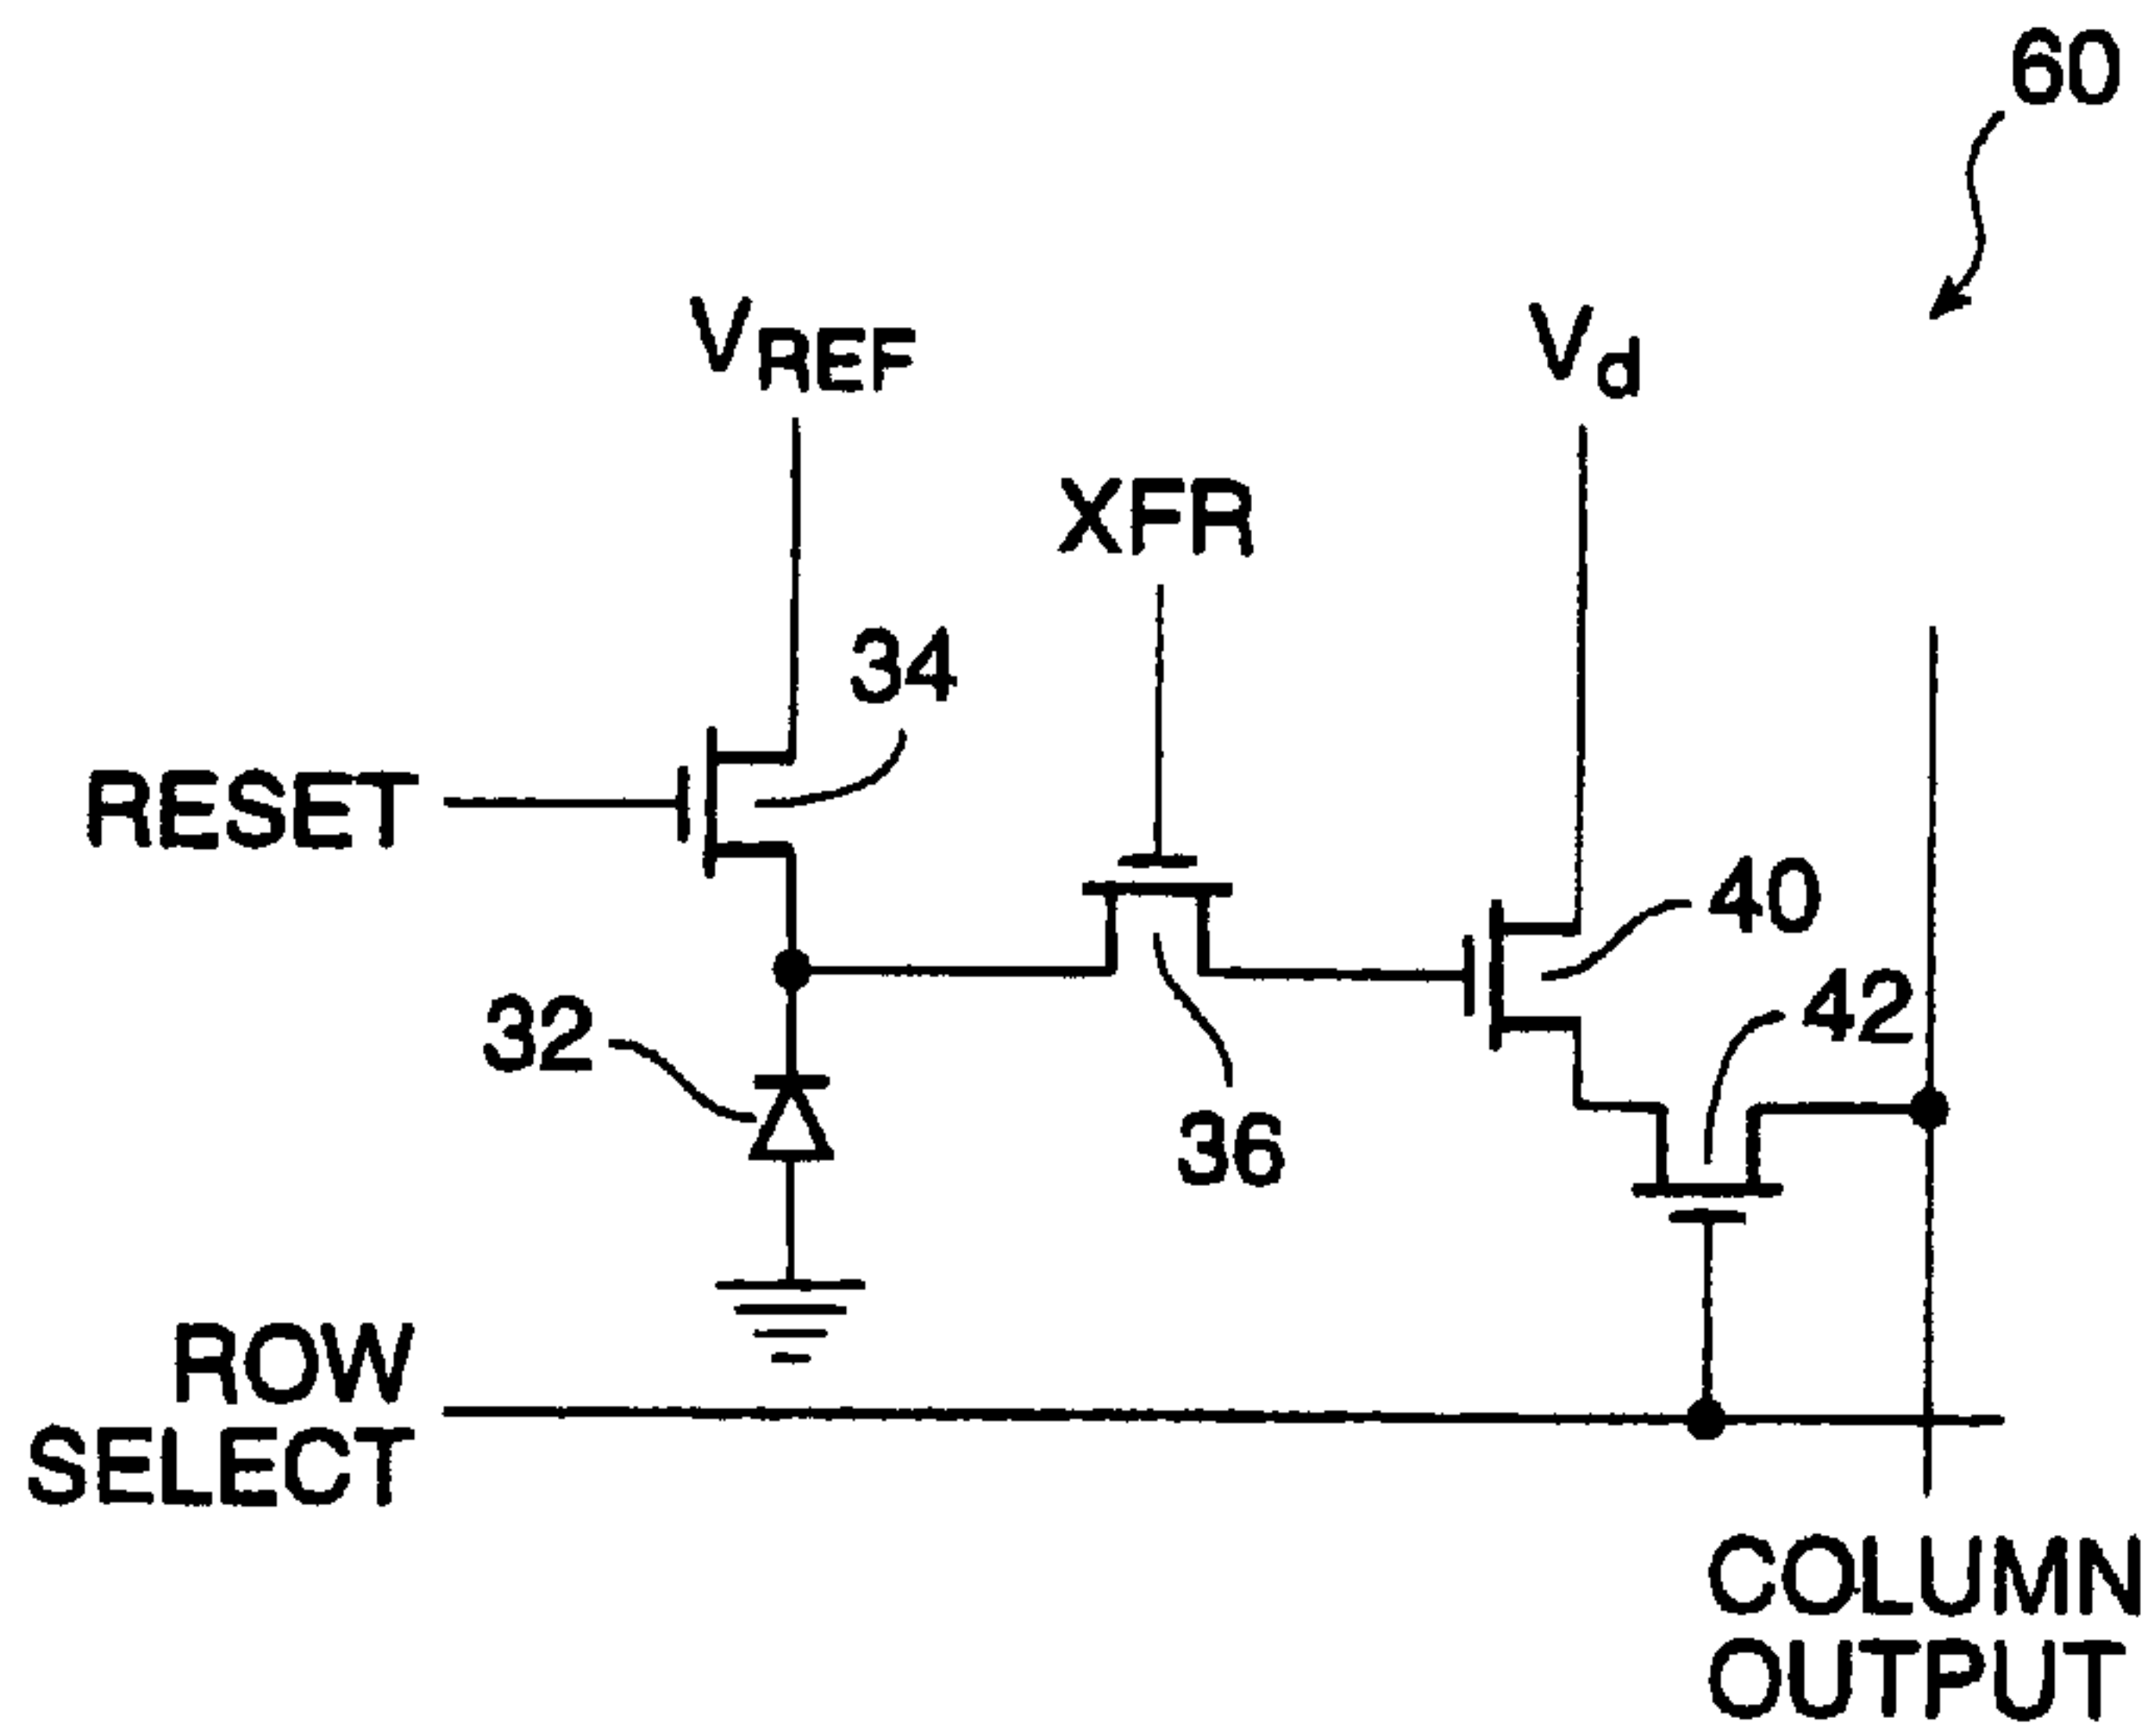 60
VREF
Vd
XFR
34
RESET
40
42
32
36
ROW
SELECT
COLUMN
OUTPUT